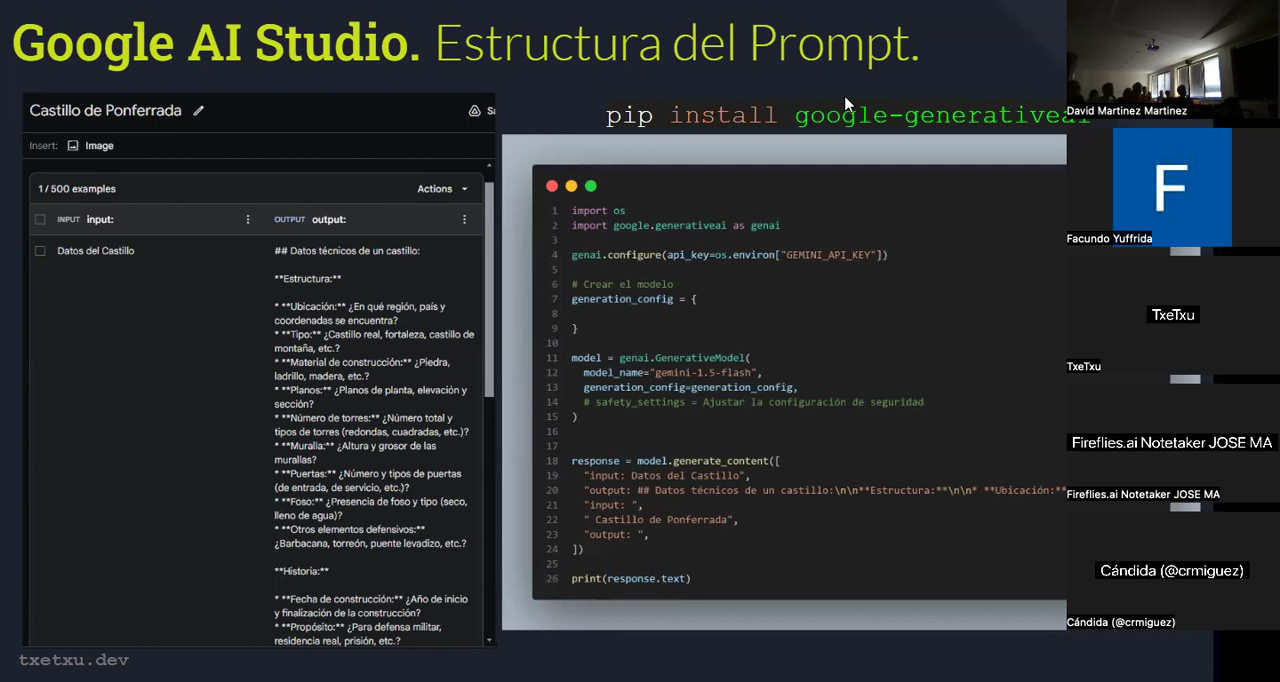 Google AI Studio. Estructura del Prompt.
Castillo de Ponferrada
Insert: Image
1 / 500 examples
Actions
INPUT input:
OUTPUT output:
Datos del Castillo
## Datos técnicos de un castillo:
**Estructura:**
* **Ubicación:** ¿En qué región, país y
coordenadas se encuentra?
* **Tipo:** ¿Castillo real, fortaleza, castillo de
montaña, etc.?
* **Material de construcción:** ¿Piedra,
ladrillo, madera, etc.?
* **Planos:** ¿Planos de planta, elevación y
sección?
* **Número de torres:** ¿Número total y
tipos de torres (redondas, cuadradas, etc.)?
* **Muralla:** ¿Altura y grosor de las
murallas?
* **Puertas:** ¿Número y tipos de puertas
(de entrada, de servicio, etc.)?
* **Foso:** ¿Presencia de foso y tipo (seco,
lleno de agua)?
* **Otros elementos defensivos:**
¿Barbacana, torreón, puente levadizo, etc.?
**Historia:**
* **Fecha de construcción:** ¿Año de inicio
y finalización de la construcción?
* **Propósito:** ¿Para defensa militar,
residencia real, prisión, etc.?
txetxu.dev
pip install google-generativeai
1 import os
2 import google.generativeai as genai
3
4 genai.configure(api_key=os.environ["GEMINI_API_KEY"])
5
6 # Crear el modelo
7 generation_config = {
8
9 }
10
11 model = genai.GenerativeModel(
12 model_name="gemini-1.5-flash",
13 generation_config=generation_config,
14 # safety_settings = Ajustar la configuración de seguridad
15 )
16
17
18 response = model.generate_content([
19 "input: Datos del Castillo",
20 "output: ## Datos técnicos de un castillo:\n\n**Estructura:**\n\n* **Ubicación:**
21 "input: ",
22 " Castillo de Ponferrada",
23 "output: ",
24 ])
25
26 print(response.text)
David Martinez Martinez
F
Facundo Yuffrida
TxeTxu
TxeTxu
Fireflies.ai Notetaker JOSE MA
Fireflies.ai Notetaker JOSE MA
Cándida (@crmiguez)
Cándida (@crmiguez)